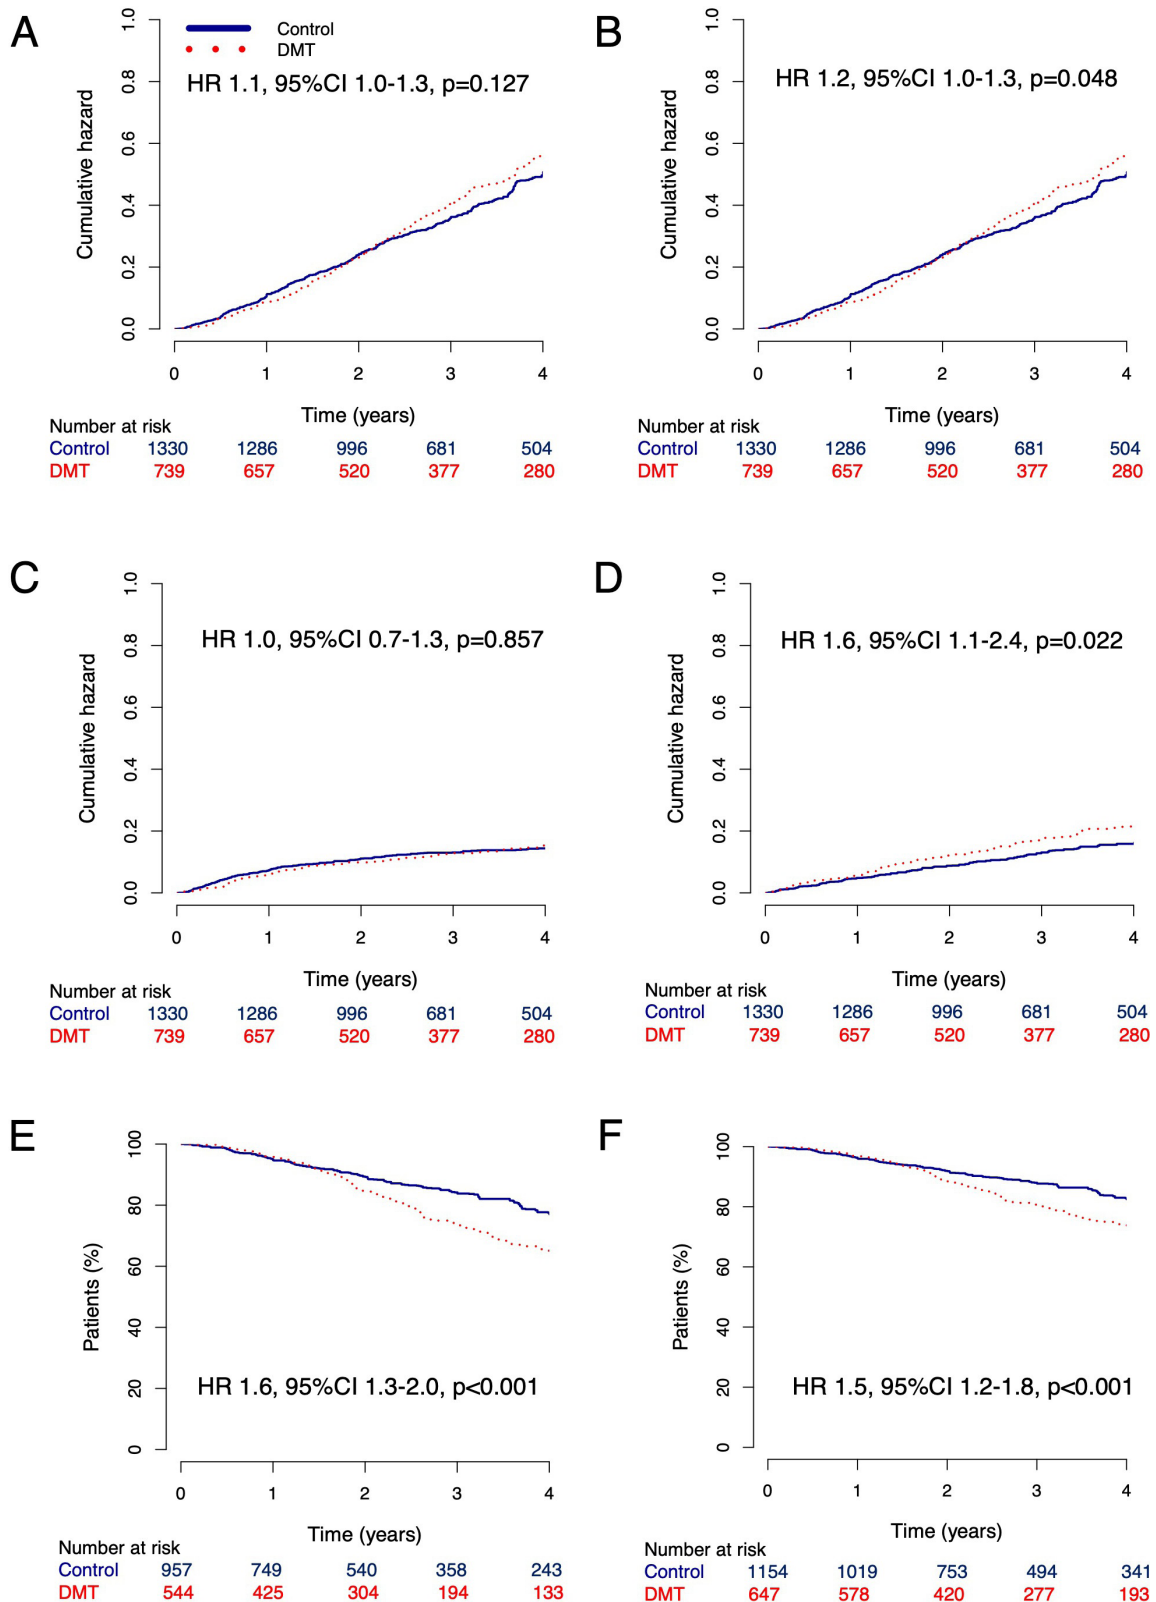 A
Control
DMT
HR 1.1, 95%CI 1.0-1.3, p=0.127
Cumulative hazard
1.0
0.8
0.6
0.4
0.2
0.0
0 1 2 3 4
Time (years)
Number at risk
Control 1330 1286 996 681 504
DMT 739 657 520 377 280
B
HR 1.2, 95%CI 1.0-1.3, p=0.048
Cumulative hazard
1.0
0.8
0.6
0.4
0.2
0.0
0 1 2 3 4
Time (years)
Number at risk
Control 1330 1286 996 681 504
DMT 739 657 520 377 280
C
HR 1.0, 95%CI 0.7-1.3, p=0.857
Cumulative hazard
1.0
0.8
0.6
0.4
0.2
0.0
0 1 2 3 4
Time (years)
Number at risk
Control 1330 1286 996 681 504
DMT 739 657 520 377 280
D
HR 1.6, 95%CI 1.1-2.4, p=0.022
Cumulative hazard
1.0
0.8
0.6
0.4
0.2
0.0
0 1 2 3 4
Time (years)
Number at risk
Control 1330 1286 996 681 504
DMT 739 657 520 377 280
E
Patients (%)
100
80
60
40
20
0
HR 1.6, 95%CI 1.3-2.0, p<0.001
0 1 2 3 4
Time (years)
Number at risk
Control 957 749 540 358 243
DMT 544 425 304 194 133
F
Patients (%)
100
80
60
40
20
0
HR 1.5, 95%CI 1.2-1.8, p<0.001
0 1 2 3 4
Time (years)
Number at risk
Control 1154 1019 753 494 341
DMT 647 578 420 277 193